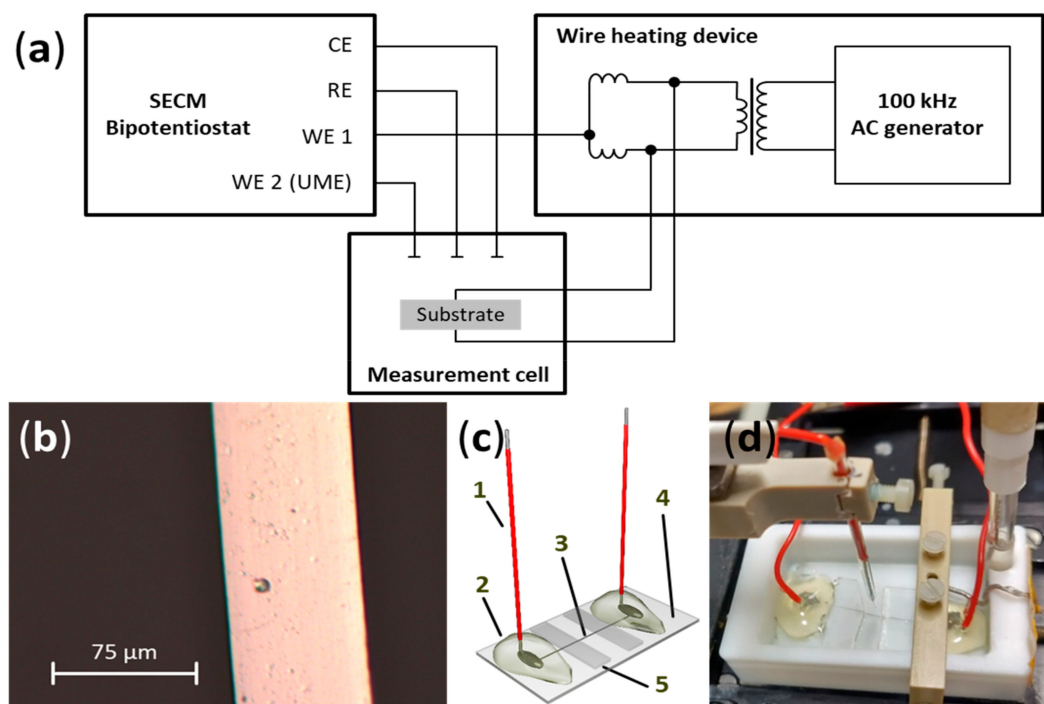 (a)
SECM
Bipotentiostat
CE
RE
WE 1
WE 2 (UME)
Wire heating device
100 kHz
AC generator
Substrate
Measurement cell
(b)
75 µm
(c)
1
2
3
4
5
(d)